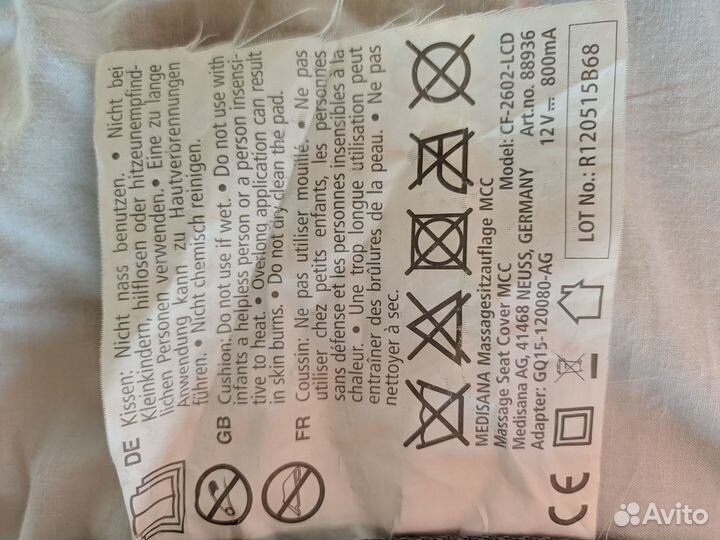 DE Kissen: Nicht nass benutzen. • Nicht bei
Kleinkindern, hilflosen oder hitzeunempfind-
lichen Personen verwenden. • Eine zu lange
Anwendung kann zu Hautverbrennungen
führen. • Nicht chemisch reinigen.
GB Cushion: Do not use if wet. • Do not use with
infants a helpless person or a person insensi-
tive to heat. • Overlong application can result
in skin burns. • Do not dry clean the pad.
FR Coussin: Ne pas utiliser mouillé. • Ne pas
utiliser chez petits enfants, les personnes
sans défense et les personnes insensibles à la
chaleur. • Une trop longue utilisation peut
entraîner des brûlures de la peau. • Ne pas
nettoyer à sec.
MEDISANA Massagesitzauflage MCC
Massage Seat Cover MCC
Model: CF-2602-LCD
Medisana AG, 41468 NEUSS, GERMANY
Art.no. 88936
Adapter: GQ15-120080-AG
12V 800mA
CE
LOT No.: R120515B68
Avito